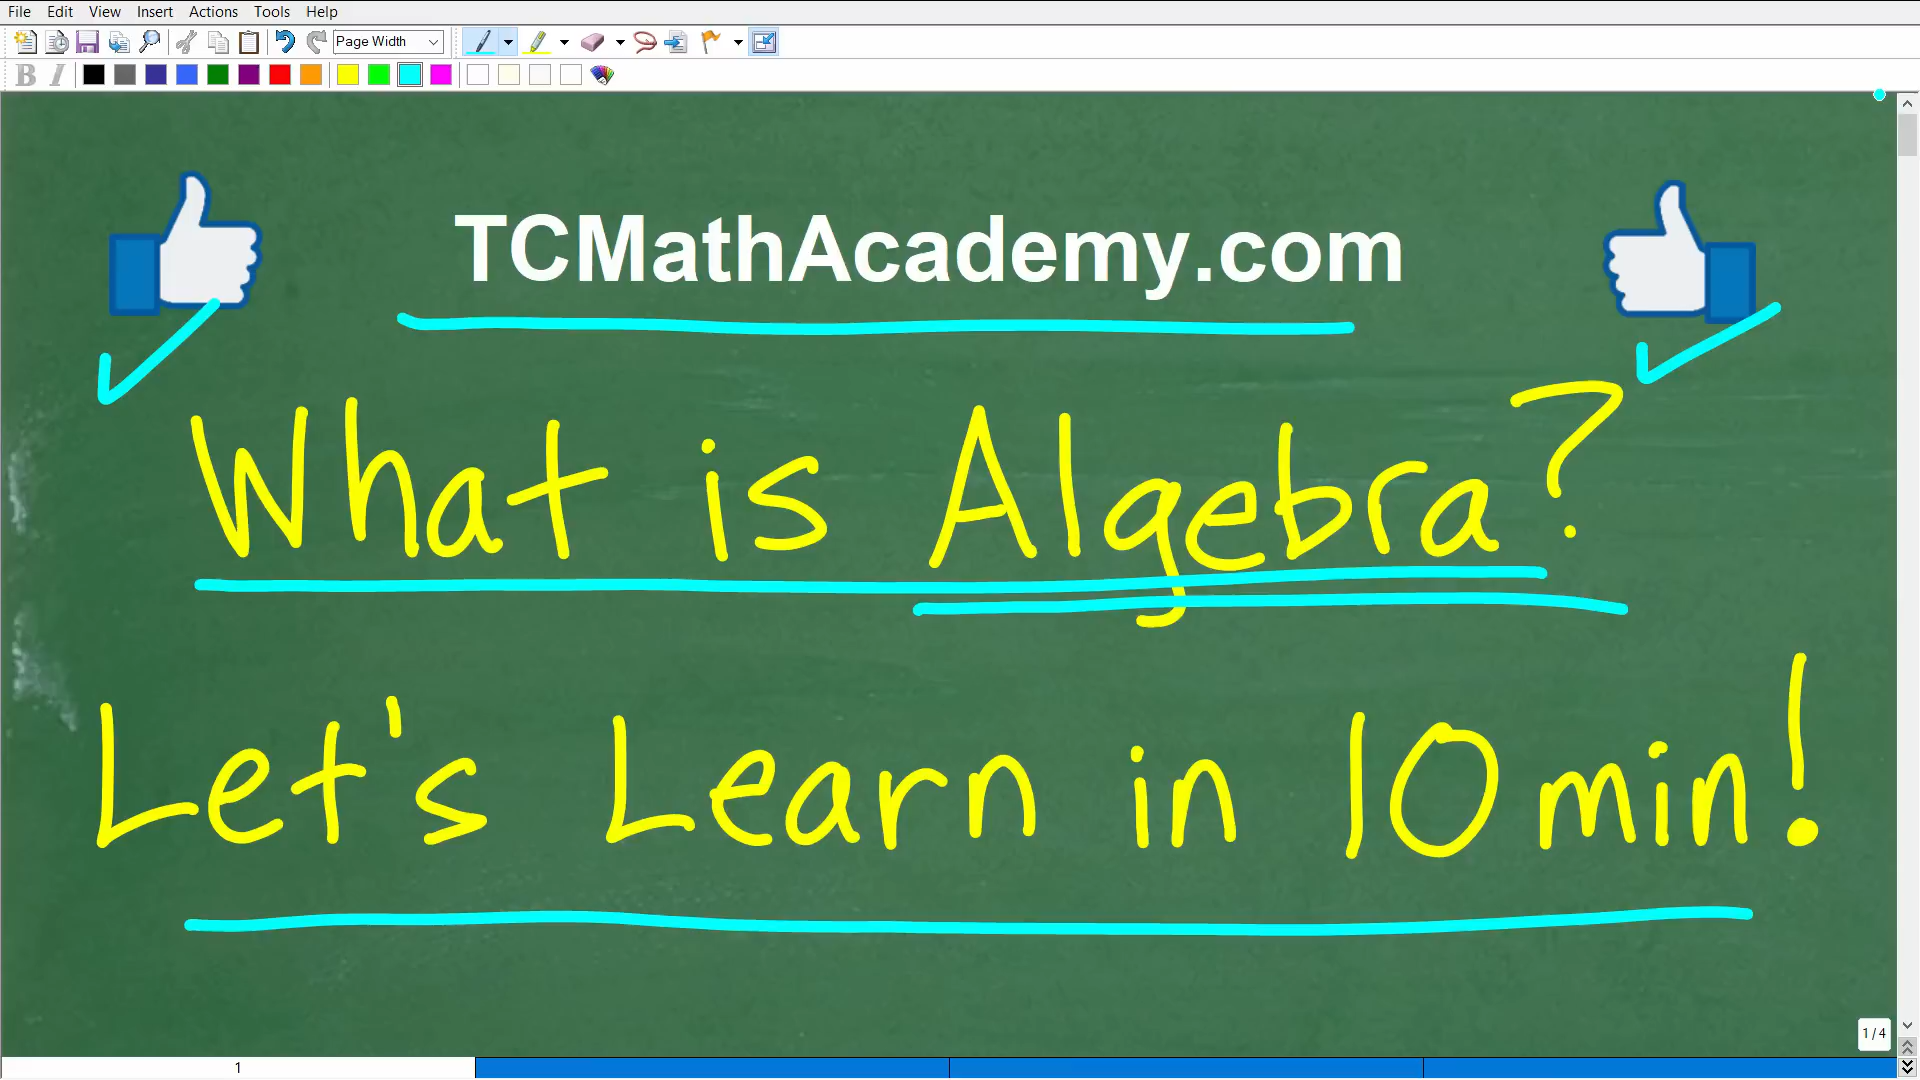 File Edit View Insert Actions Tools Help
Page Width
B I
TCMathAcademy.com
What is Algebra?
Let's Learn in 10 min!
1 / 4
1